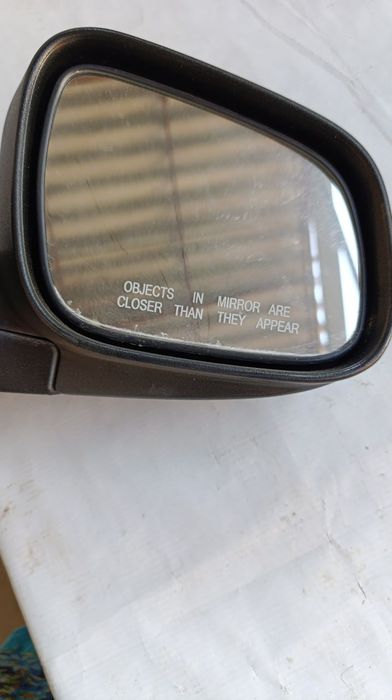 OBJECTS IN MIRROR ARE
CLOSER THAN THEY APPEAR